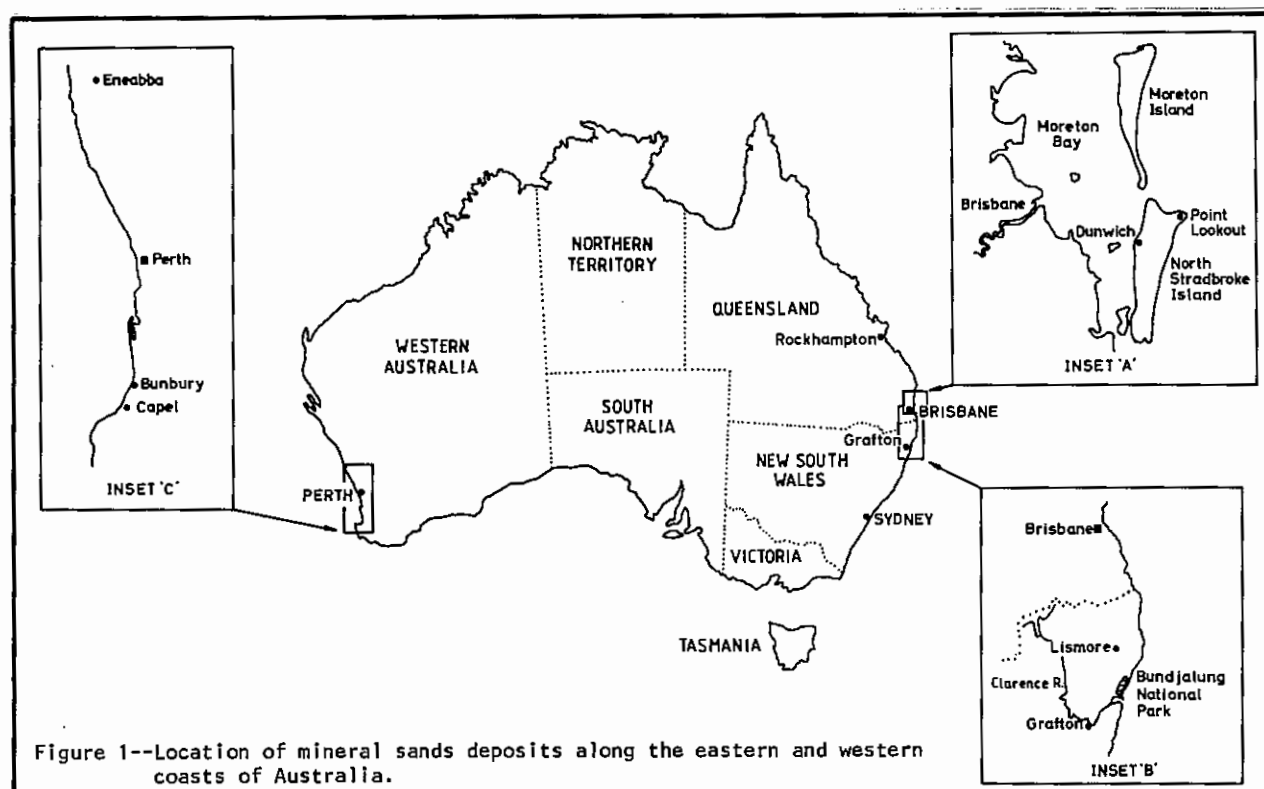 Eneabba
Perth
Bunbury
Capel
INSET 'C'
Moreton
Island
Moreton
Bay
Brisbane
Dunwich
Point
Lookout
North
Stradbroke
Island
INSET 'A'
NORTHERN
TERRITORY
QUEENSLAND
Rockhampton
WESTERN
AUSTRALIA
SOUTH
AUSTRALIA
BRISBANE
Grafton
NEW SOUTH
WALES
PERTH
SYDNEY
VICTORIA
TASMANIA
Brisbane
Lismore
Clarence R.
Bundjalung
National
Park
Grafton
INSET 'B'
Figure 1--Location of mineral sands deposits along the eastern and western
coasts of Australia.